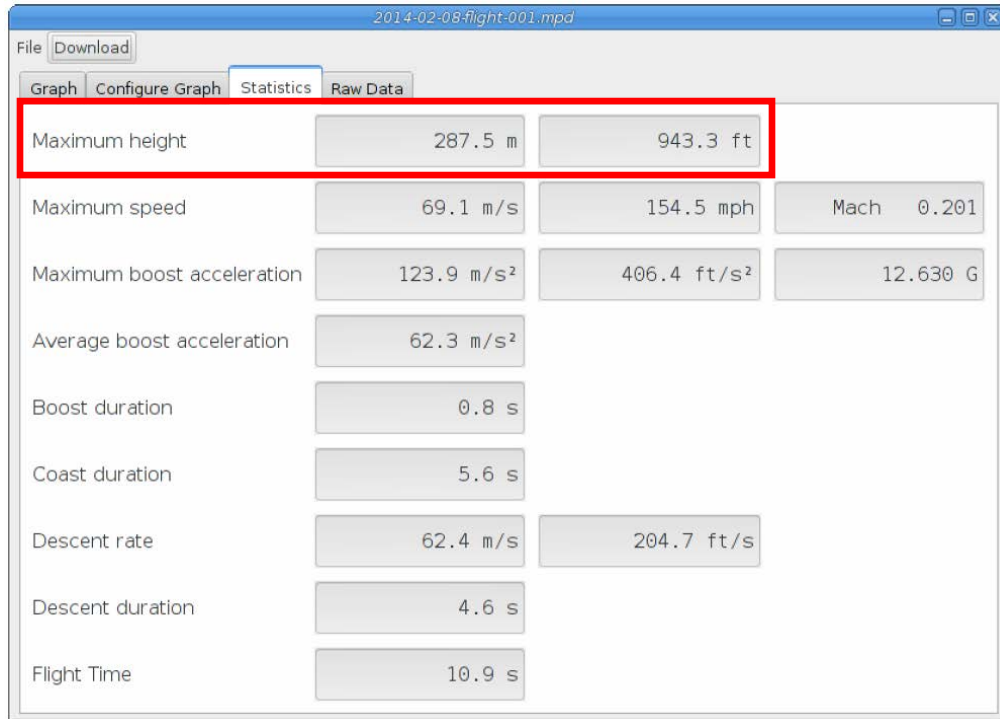 2014-02-08-flight-001.mpd
File Download
Graph Configure Graph Statistics Raw Data
Maximum height 287.5 m 943.3 ft
Maximum speed 69.1 m/s 154.5 mph Mach 0.201
Maximum boost acceleration 123.9 m/s² 406.4 ft/s² 12.630 G
Average boost acceleration 62.3 m/s²
Boost duration 0.8 s
Coast duration 5.6 s
Descent rate 62.4 m/s 204.7 ft/s
Descent duration 4.6 s
Flight Time 10.9 s